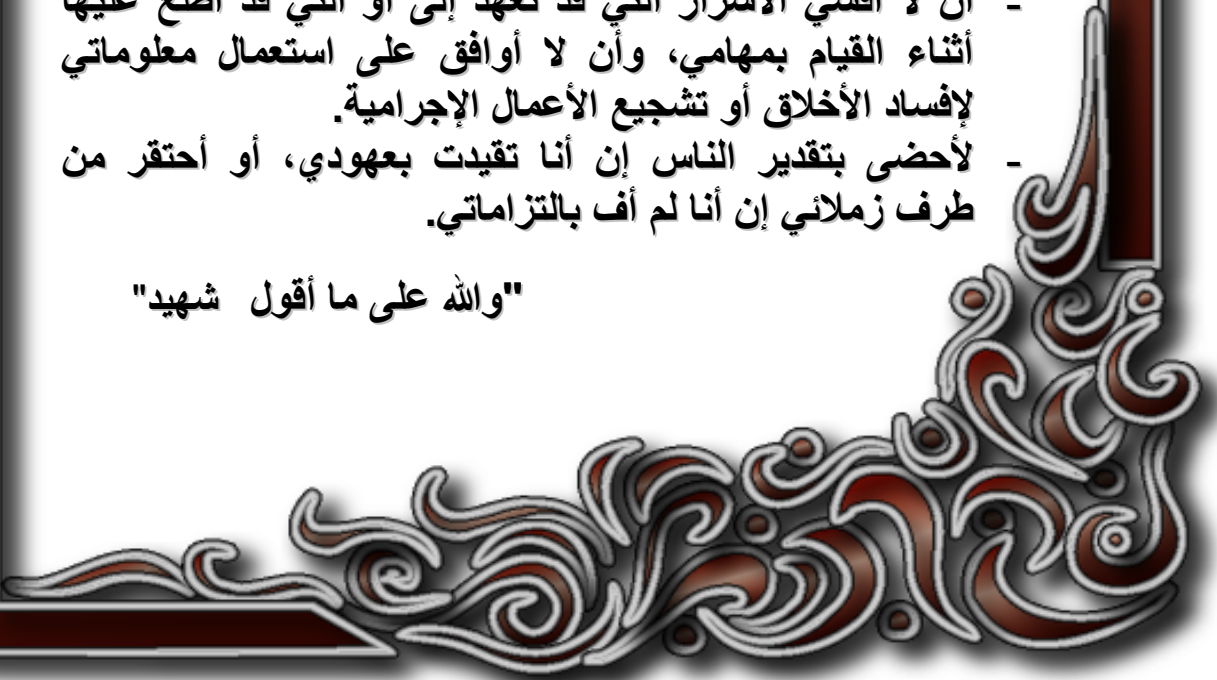 - أن لا أفشي الأسرار التي قد تعهد إلى أو التي قد أطلع عليها
أثناء القيام بمهامي، وأن لا أوافق على استعمال معلوماتي
لإفساد الأخلاق أو تشجيع الأعمال الإجرامية.
- لأحضى بتقدير الناس إن أنا تقيدت بعهودي، أو أحتقر من
طرف زملائي إن أنا لم أف بالتزاماتي.
"والله على ما أقول شهيد"